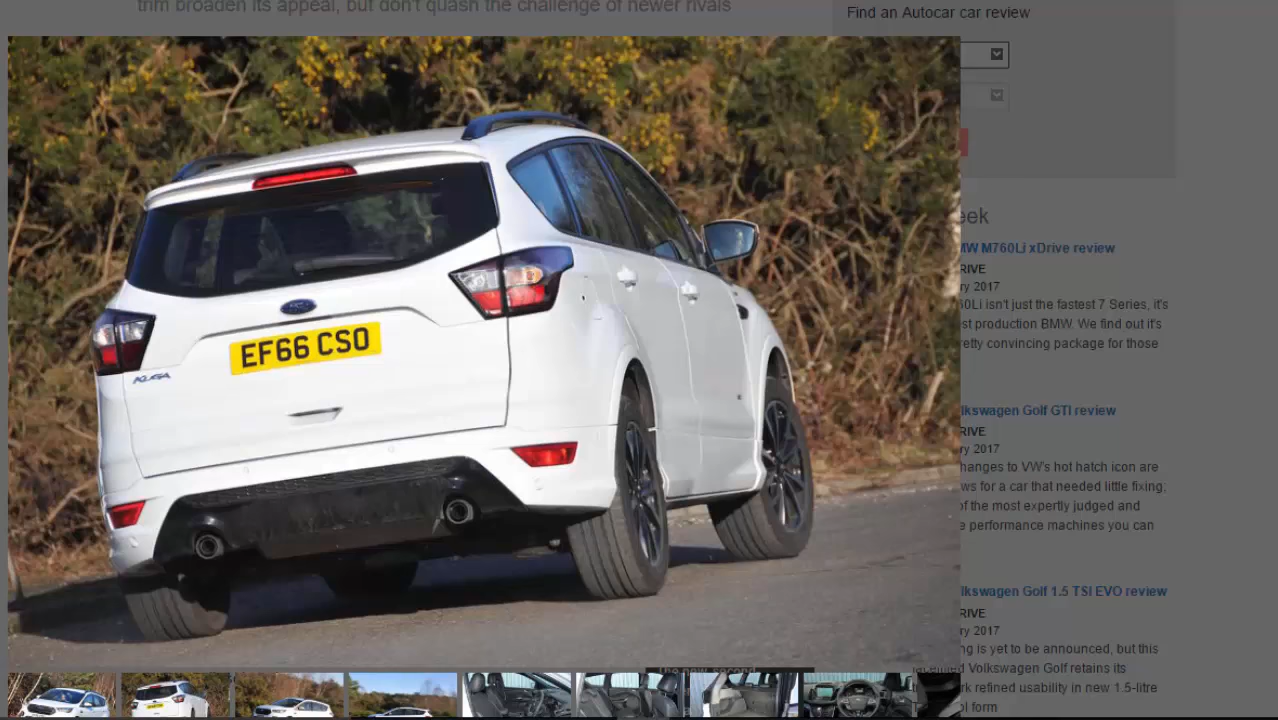 trim broaden its appeal, but don't quash the challenge of newer rivals
Find an Autocar car review
EF66 CSO
KUGA
eek
MW M760Li xDrive review
RIVE
ry 2017
60Li isn't just the fastest 7 Series, it's
st production BMW. We find out it's
retty convincing package for those
lkswagen Golf GTI review
RIVE
ry 2017
hanges to VW's hot hatch icon are
ws for a car that needed little fixing;
of the most expertly judged and
e performance machines you can
lkswagen Golf 1.5 TSI EVO review
RIVE
ry 2017
ng is yet to be announced, but this
Volkswagen Golf retains its
rk refined usability in new 1.5-litre
ol form
The new, second